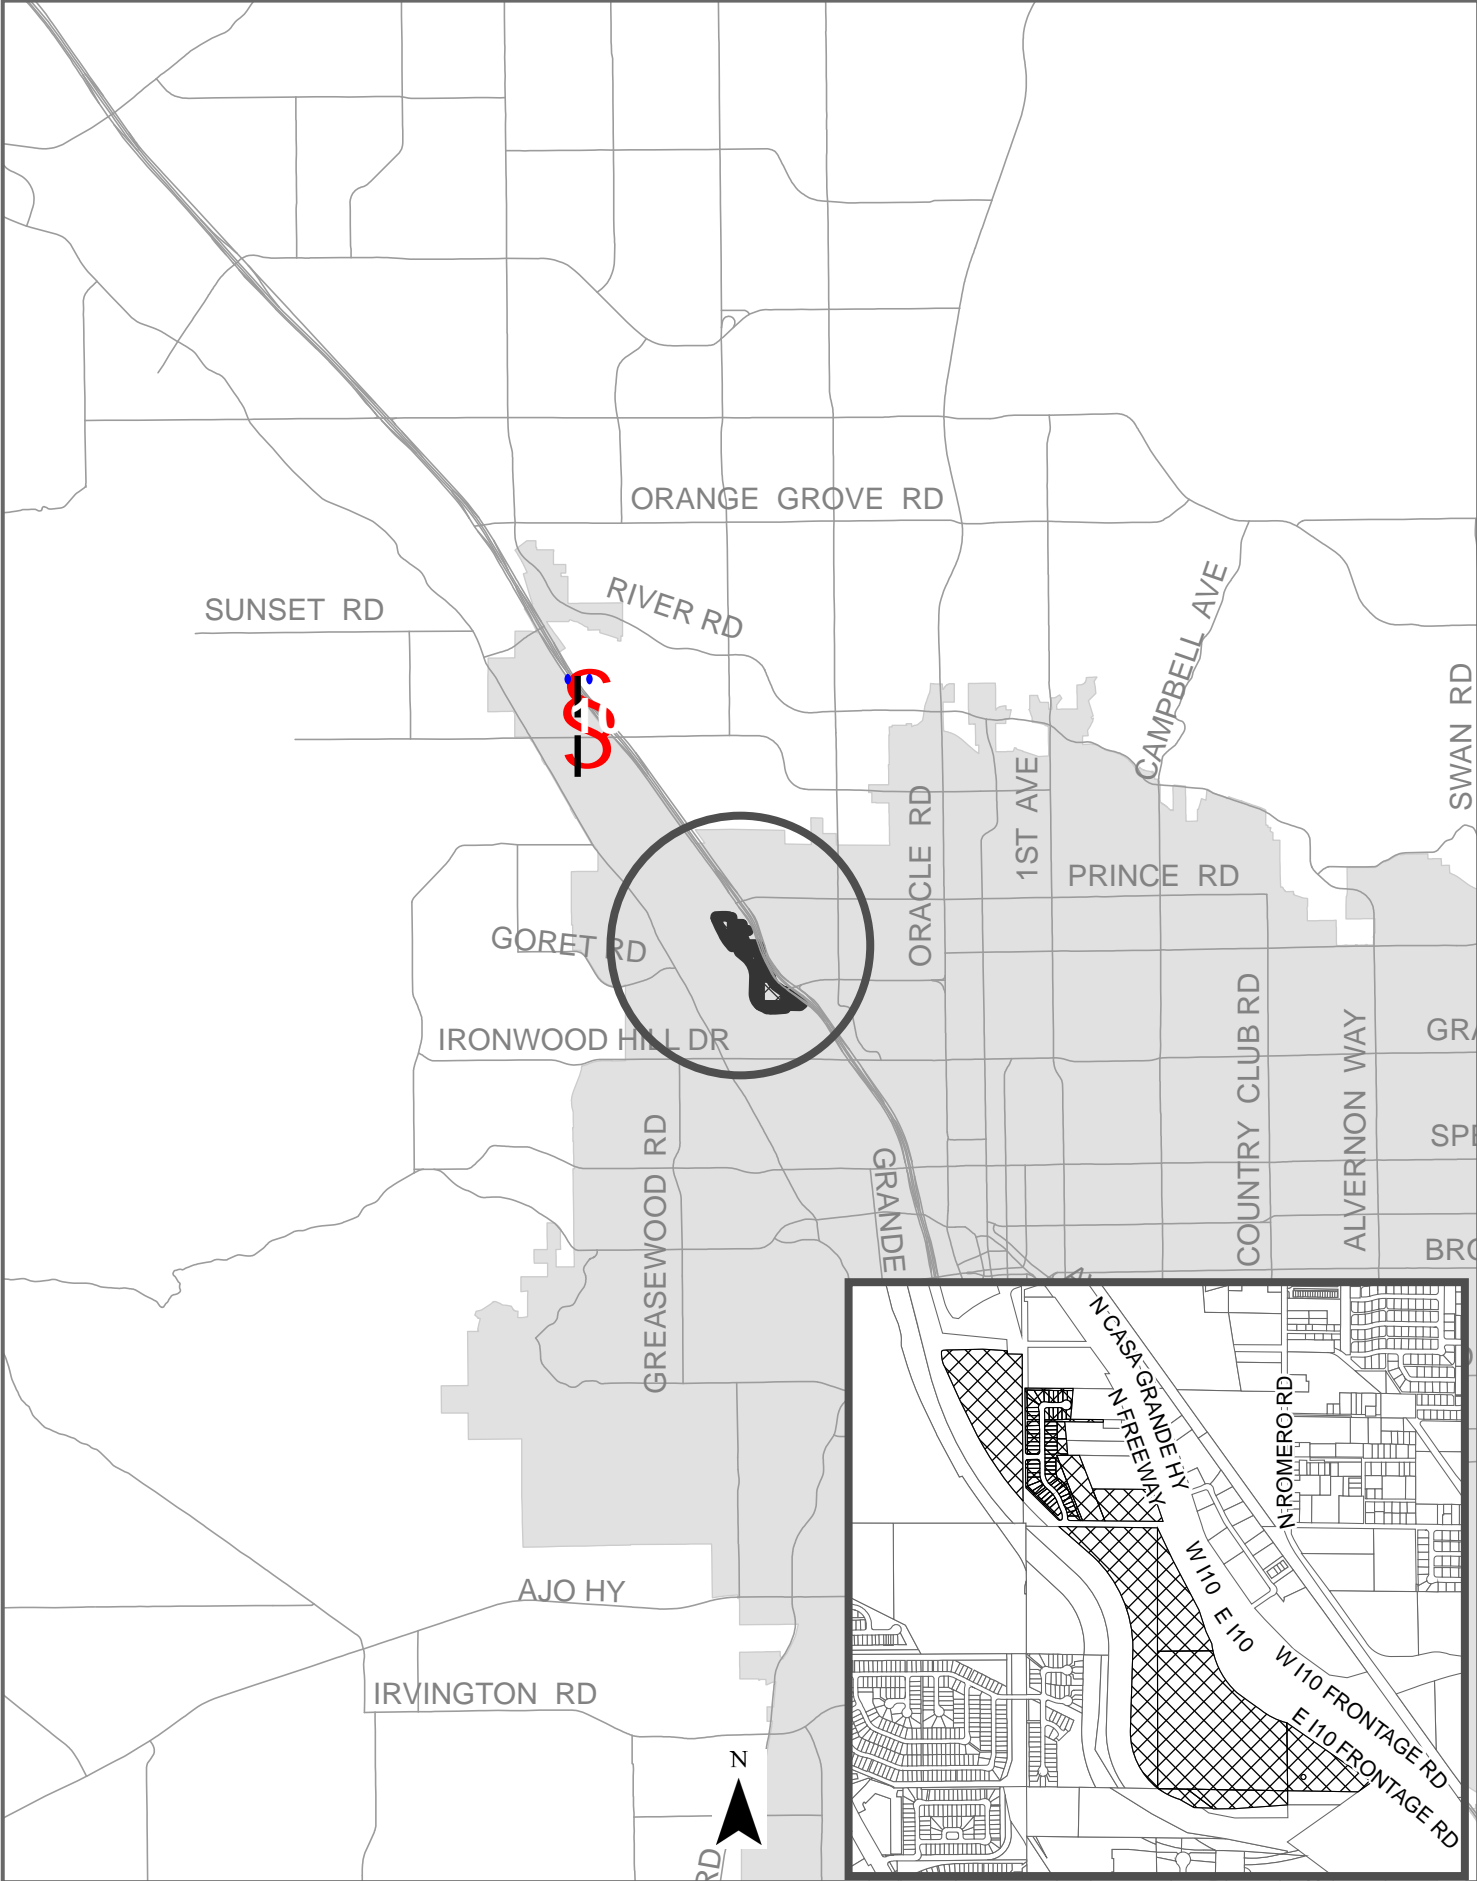 ORANGE GROVE RD
RIVER RD
SUNSET RD
CAMPBELL AVE
SWAN RD
ORACLE RD
1ST AVE
PRINCE RD
GORET RD
IRONWOOD HILL DR
COUNTRY CLUB RD
ALVERNON WAY
GRA
SPE
GREASEWOOD RD
GRANDE
BRO
N CASA GRANDE HY
N FREEWAY
N ROMERO RD
W I10
E I10
W I10 FRONTAGE RD
E I10 FRONTAGE RD
AJO HY
IRVINGTON RD
N
RD